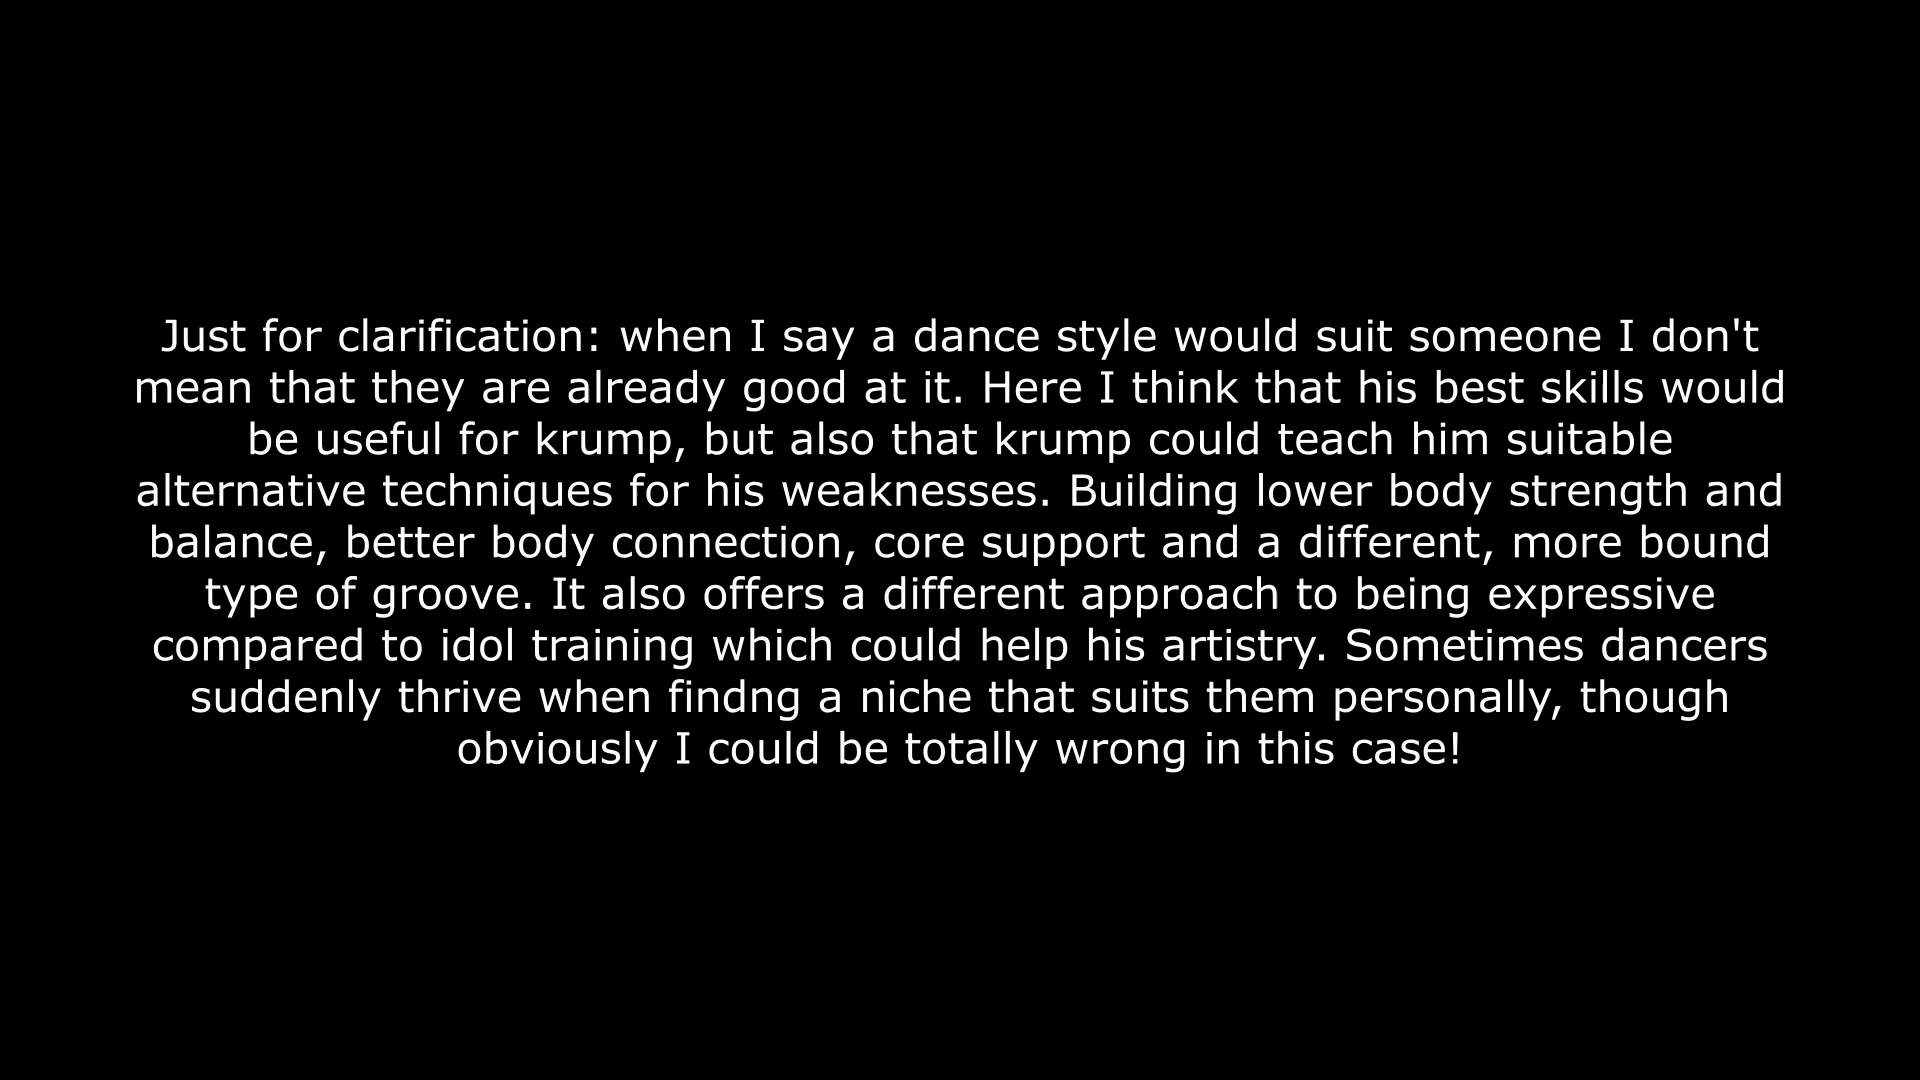 Just for clarification: when I say a dance style would suit someone I don't
mean that they are already good at it. Here I think that his best skills would
be useful for krump, but also that krump could teach him suitable
alternative techniques for his weaknesses. Building lower body strength and
balance, better body connection, core support and a different, more bound
type of groove. It also offers a different approach to being expressive
compared to idol training which could help his artistry. Sometimes dancers
suddenly thrive when findng a niche that suits them personally, though
obviously I could be totally wrong in this case!